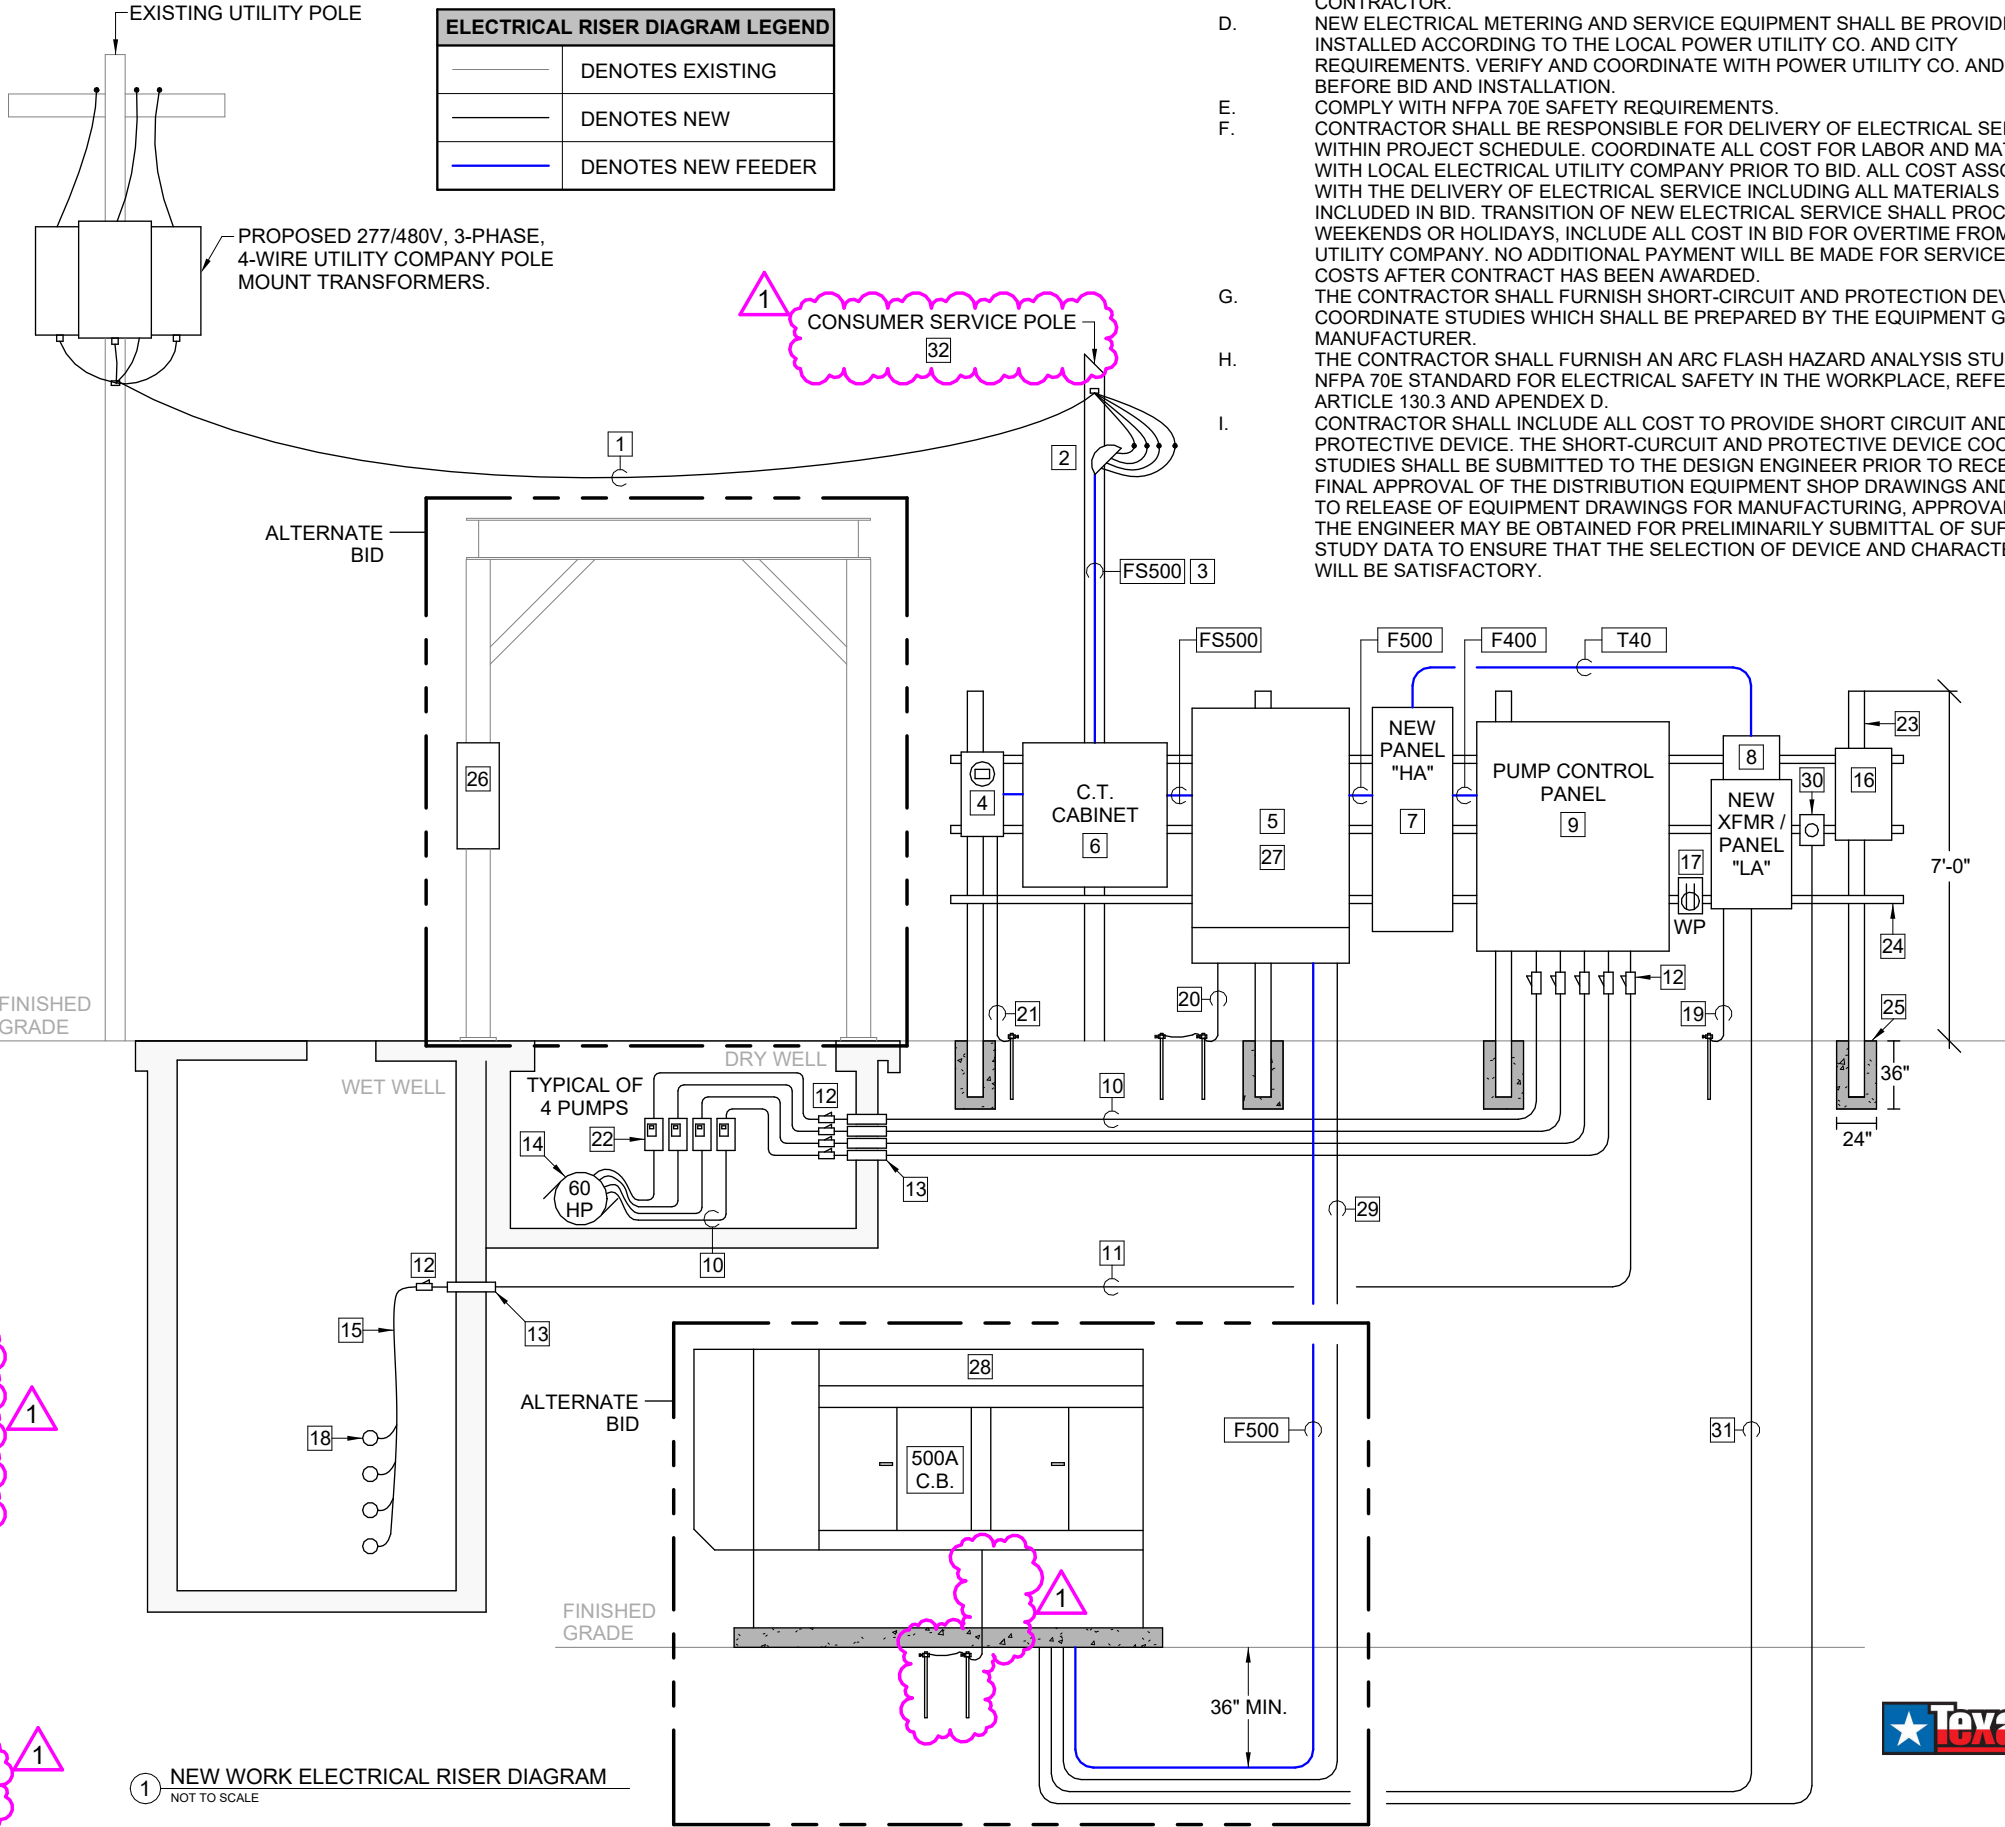 EXISTING UTILITY POLE
ELECTRICAL RISER DIAGRAM LEGEND
DENOTES EXISTING
DENOTES NEW
DENOTES NEW FEEDER
PROPOSED 277/480V, 3-PHASE,
4-WIRE UTILITY COMPANY POLE
MOUNT TRANSFORMERS.
CONTRACTOR.
D. NEW ELECTRICAL METERING AND SERVICE EQUIPMENT SHALL BE
INSTALLED ACCORDING TO THE LOCAL POWER UTILITY CO. AND CITY
REQUIREMENTS. VERIFY AND COORDINATE WITH POWER UTILITY CO. AND
BEFORE BID AND INSTALLATION.
E. COMPLY WITH NFPA 70E SAFETY REQUIREMENTS.
F. CONTRACTOR SHALL BE RESPONSIBLE FOR DELIVERY OF ELECTRICAL
WITHIN PROJECT SCHEDULE. COORDINATE ALL COST FOR LABOR AND
WITH LOCAL ELECTRICAL UTILITY COMPANY PRIOR TO BID. ALL COST
WITH THE DELIVERY OF ELECTRICAL SERVICE INCLUDING ALL MATERIALS
INCLUDED IN BID. TRANSITION OF NEW ELECTRICAL SERVICE SHALL
WEEKENDS OR HOLIDAYS, INCLUDE ALL COST IN BID FOR OVERTIME FROM
UTILITY COMPANY. NO ADDITIONAL PAYMENT WILL BE MADE FOR SERVICE
COSTS AFTER CONTRACT HAS BEEN AWARDED.
G. THE CONTRACTOR SHALL FURNISH SHORT-CIRCUIT AND PROTECTION
COORDINATE STUDIES WHICH SHALL BE PREPARED BY THE EQUIPMENT
MANUFACTURER.
H. THE CONTRACTOR SHALL FURNISH AN ARC FLASH HAZARD ANALYSIS
NFPA 70E STANDARD FOR ELECTRICAL SAFETY IN THE WORKPLACE,
ARTICLE 130.3 AND APENDEX D.
I. CONTRACTOR SHALL INCLUDE ALL COST TO PROVIDE SHORT CIRCUIT AND
PROTECTIVE DEVICE. THE SHORT-CURCUIT AND PROTECTIVE DEVICE
STUDIES SHALL BE SUBMITTED TO THE DESIGN ENGINEER PRIOR TO
FINAL APPROVAL OF THE DISTRIBUTION EQUIPMENT SHOP DRAWINGS AND
TO RELEASE OF EQUIPMENT DRAWINGS FOR MANUFACTURING,
THE ENGINEER MAY BE OBTAINED FOR PRELIMINARILY SUBMITTAL OF
STUDY DATA TO ENSURE THAT THE SELECTION OF DEVICE AND
WILL BE SATISFACTORY.
1
CONSUMER SERVICE POLE
32
1
2
FS500 3
ALTERNATE
BID
26
FS500
F500
F400
T40
4
C.T.
CABINET
6
5
27
NEW
PANEL
"HA"
7
PUMP CONTROL
PANEL
9
8
NEW
XFMR /
PANEL
"LA"
30
16
23
17
WP
24
7'-0"
12
21
20
19
25
36"
24"
FINISHED
GRADE
WET WELL
DRY WELL
TYPICAL OF
4 PUMPS
12
10
22
14
60
HP
13
10
29
11
12
13
15
18
1
ALTERNATE
BID
28
500A
C.B.
F500
31
1
FINISHED
GRADE
36" MIN.
1
1 NEW WORK ELECTRICAL RISER DIAGRAM
NOT TO SCALE